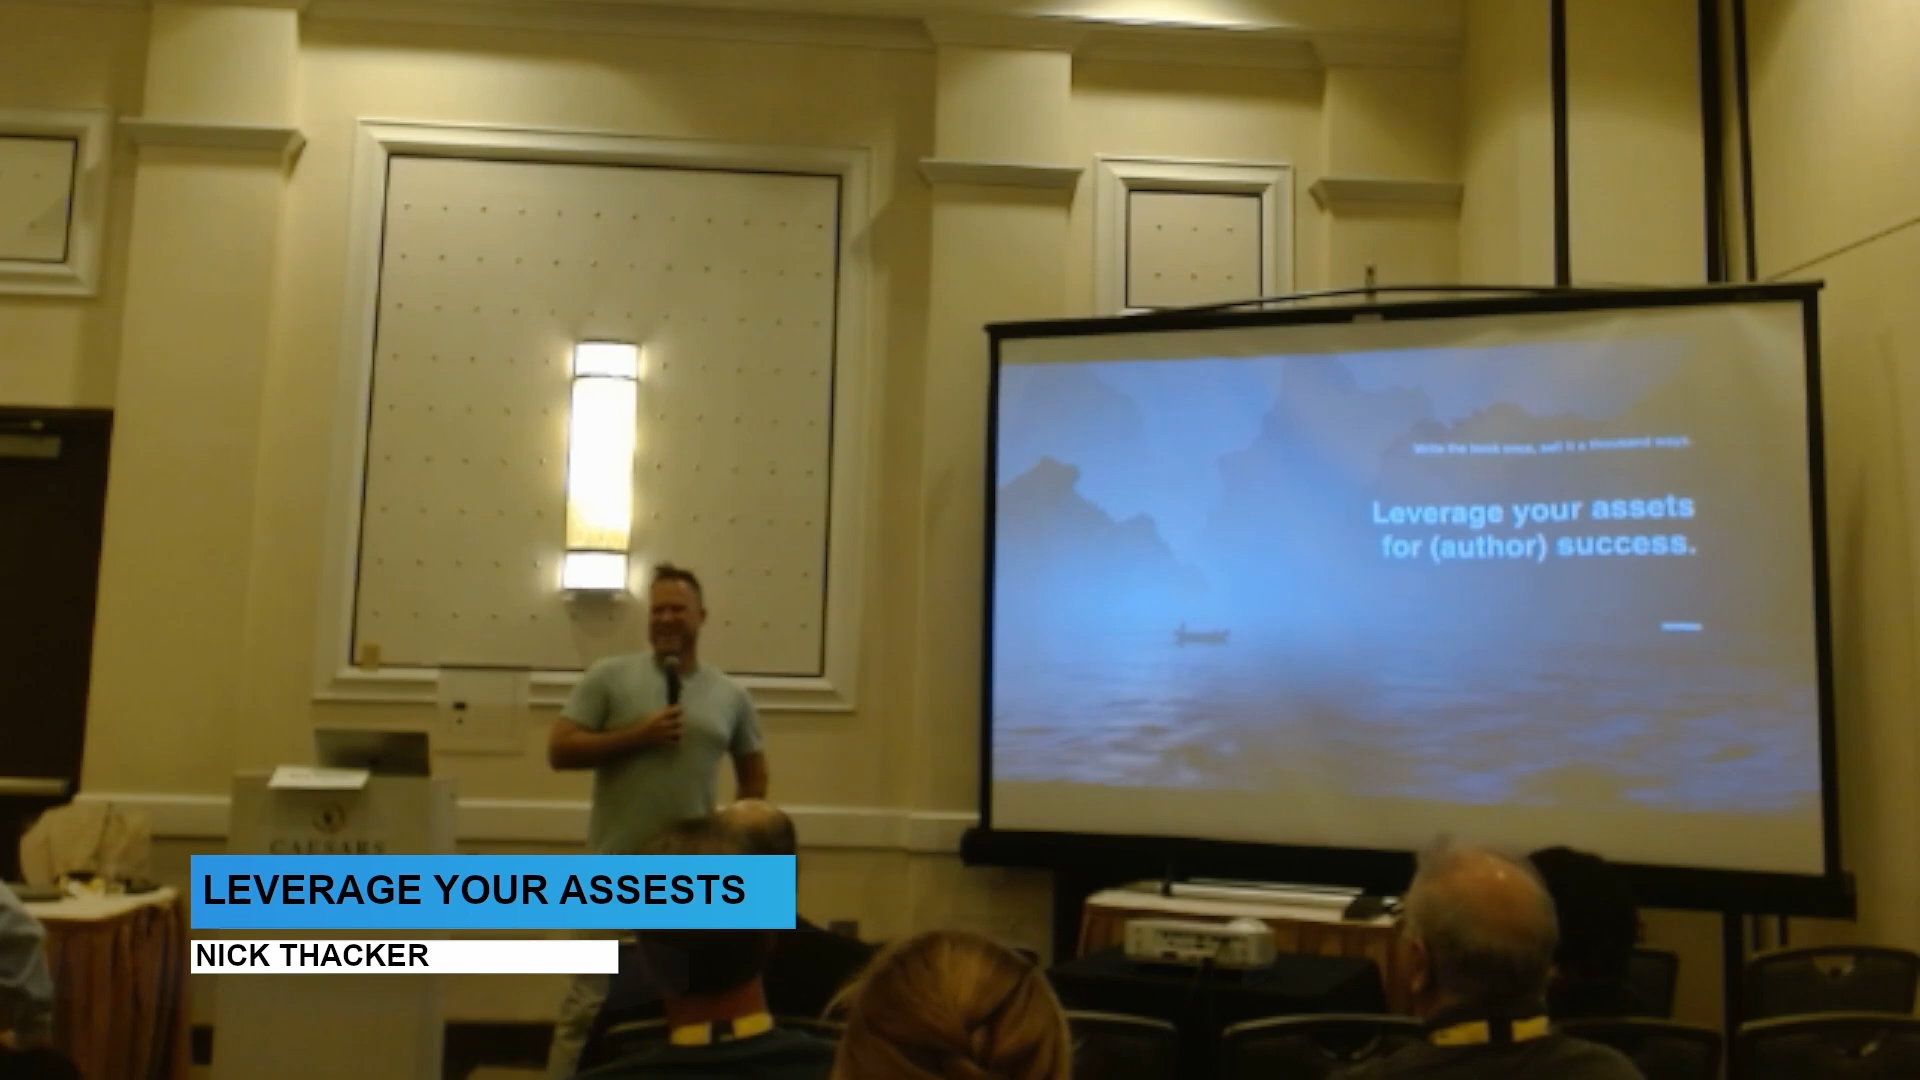 Write the book once, sell it a thousand ways.
Leverage your assets
for (author) success.
CAESARS
LEVERAGE YOUR ASSESTS
NICK THACKER